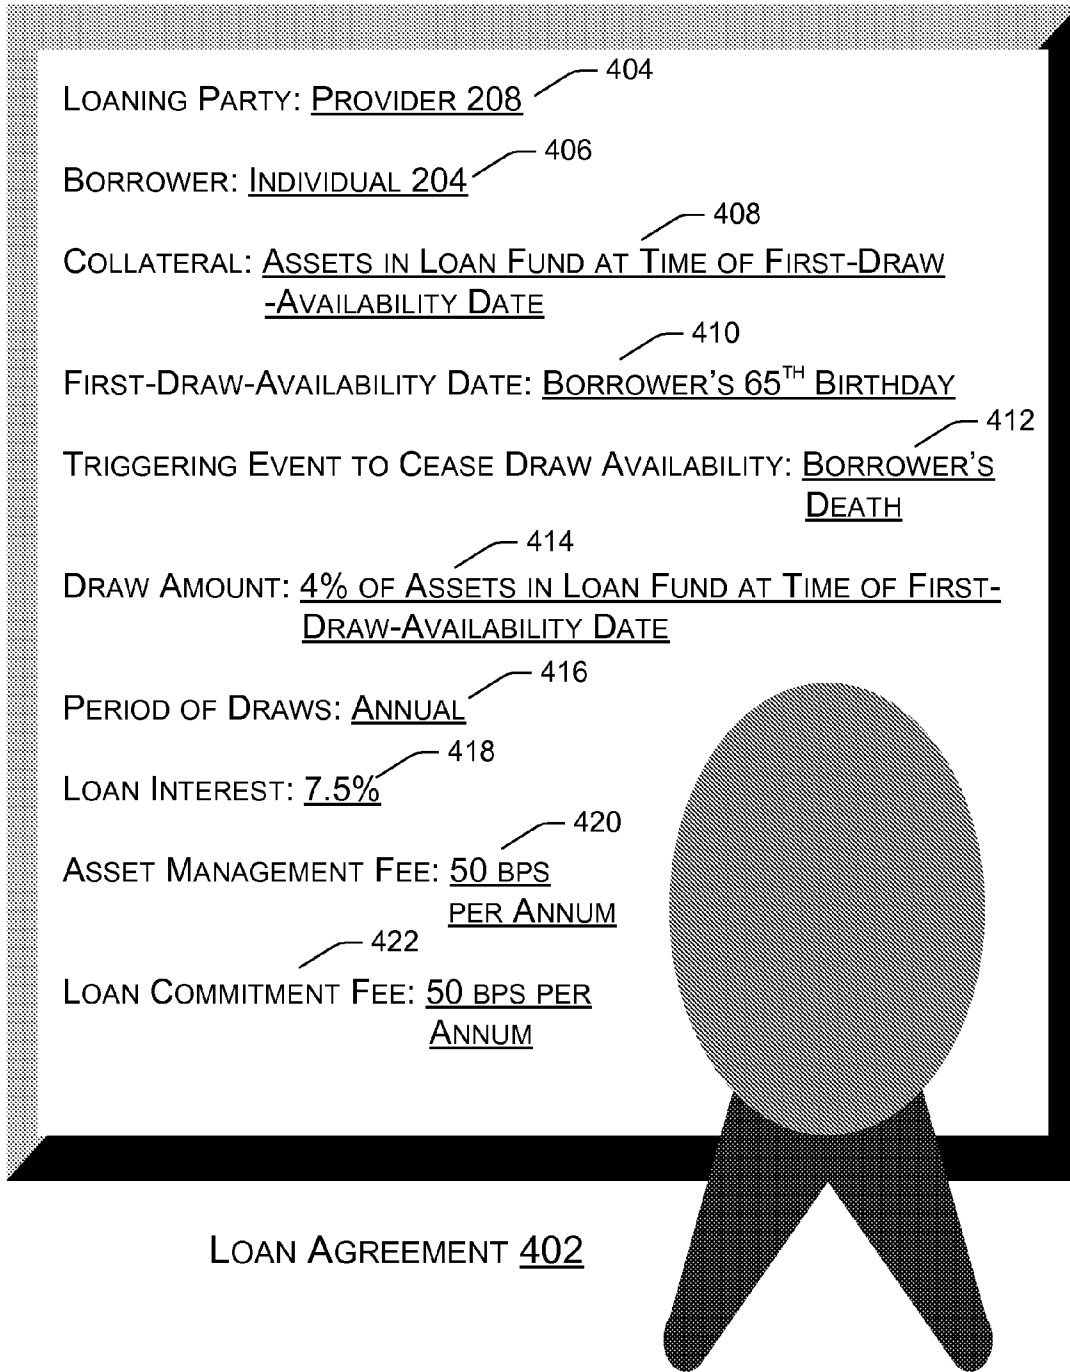 404
LOANING PARTY: PROVIDER 208
406
BORROWER: INDIVIDUAL 204
408
COLLATERAL: ASSETS IN LOAN FUND AT TIME OF FIRST-DRAW
-AVAILABILITY DATE
410
FIRST-DRAW-AVAILABILITY DATE: BORROWER'S 65TH BIRTHDAY
412
TRIGGERING EVENT TO CEASE DRAW AVAILABILITY: BORROWER'S
DEATH
414
DRAW AMOUNT: 4% OF ASSETS IN LOAN FUND AT TIME OF FIRST-
DRAW-AVAILABILITY DATE
416
PERIOD OF DRAWS: ANNUAL
418
LOAN INTEREST: 7.5%
420
ASSET MANAGEMENT FEE: 50 BPS
PER ANNUM
422
LOAN COMMITMENT FEE: 50 BPS PER
ANNUM
LOAN AGREEMENT 402